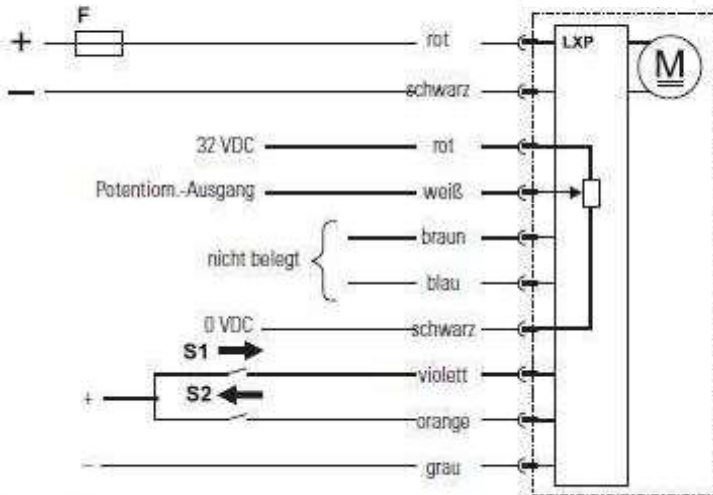 F
+ rot LXP
M
− schwarz
32 VDC rot
Potentiom.-Ausgang weiß
braun
nicht belegt
blau
0 VDC schwarz
S1
violett
S2
+
orange
− grau